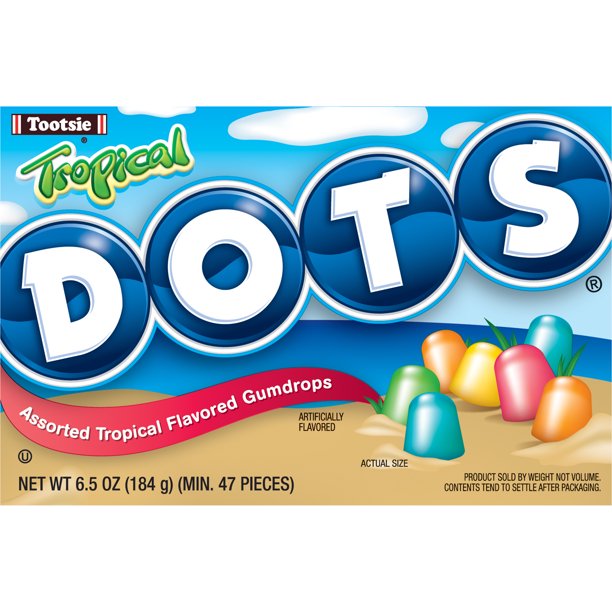 Tootsie
®
Tropical
DOTS®
Assorted Tropical Flavored Gumdrops
ARTIFICIALLY
FLAVORED
ACTUAL SIZE
U
NET WT 6.5 OZ (184 g) (MIN. 47 PIECES)
PRODUCT SOLD BY WEIGHT NOT VOLUME.
CONTENTS TEND TO SETTLE AFTER PACKAGING.